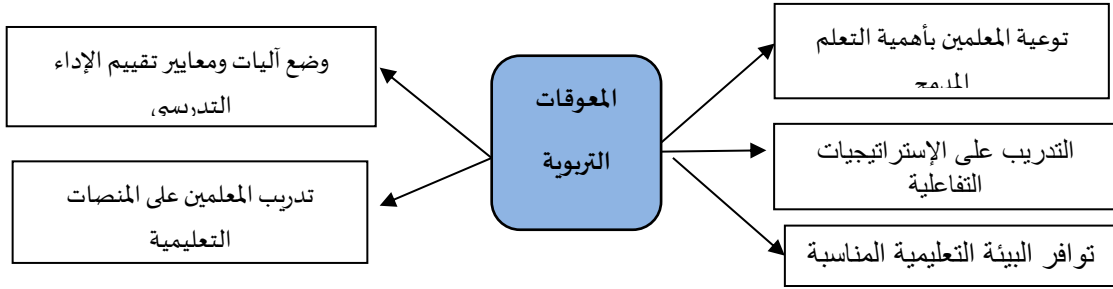 توعية المعلمين بأهمية التعلم
المدمج
وضع آليات ومعايير تقييم الإداء
التدريسي
المعوقات
التربوية
التدريب على الإستراتيجيات
التفاعلية
تدريب المعلمين على المنصات
التعليمية
توافر البيئة التعليمية المناسبة